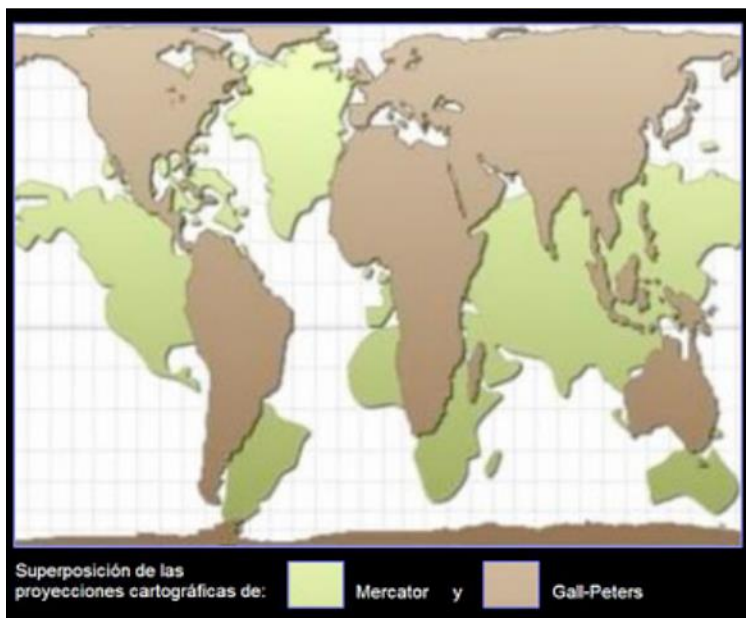 Superposición de las
proyecciones cartográficas de: Mercator y Gall-Peters